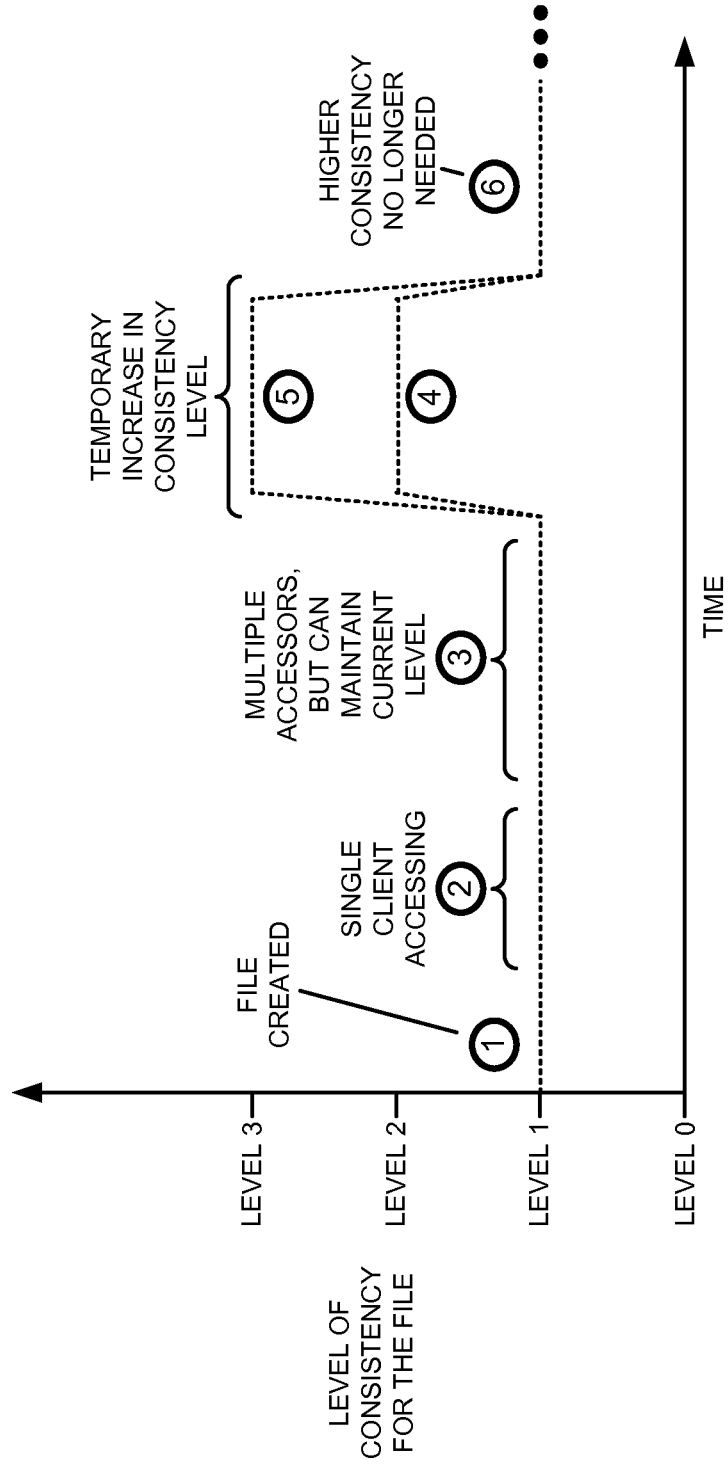 TEMPORARY
INCREASE IN
CONSISTENCY
LEVEL
HIGHER
CONSISTENCY
NO LONGER
NEEDED
MULTIPLE
ACCESSORS,
BUT CAN
MAINTAIN
CURRENT
LEVEL
FILE
CREATED
SINGLE
CLIENT
ACCESSING
1
2
3
4
5
6
LEVEL OF
CONSISTENCY
FOR THE FILE
LEVEL 3
LEVEL 2
LEVEL 1
LEVEL 0
TIME